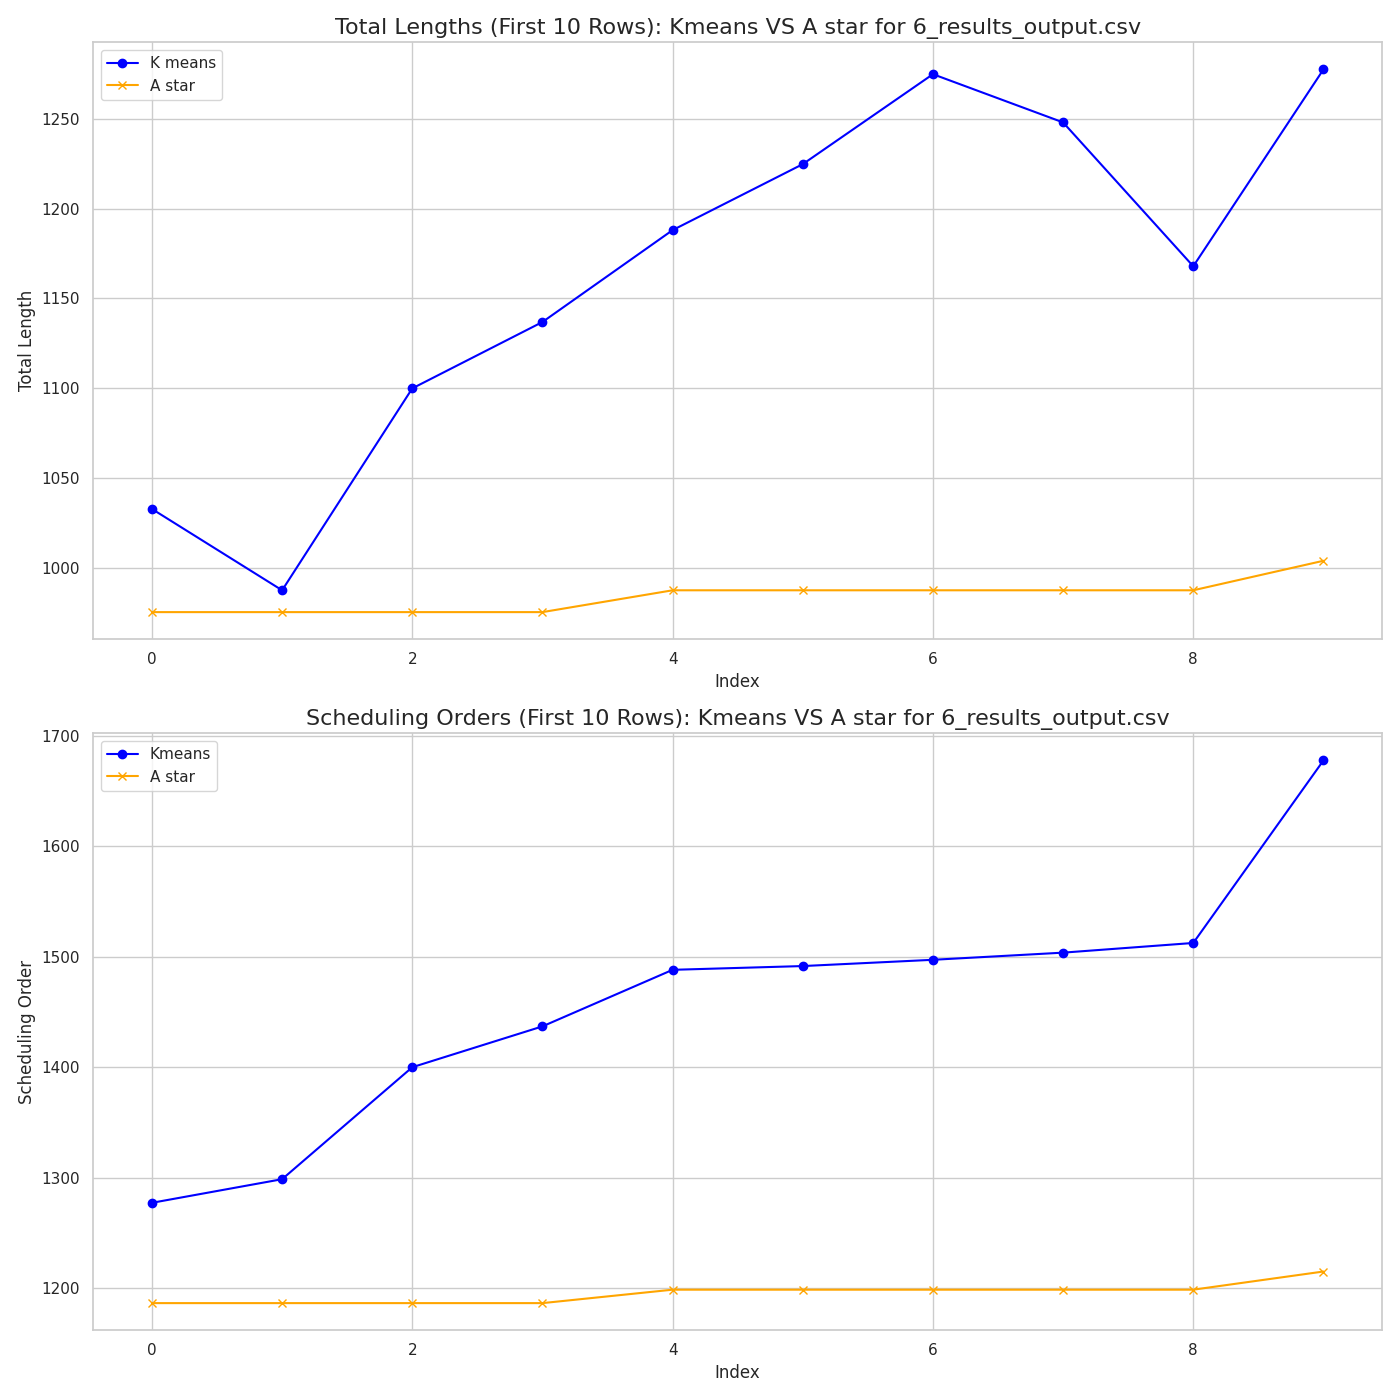 Total Lengths (First 10 Rows): Kmeans VS A star for 6_results_output.csv
K means
A star
1250
1200
1150
1100
1050
1000
Total Length
0 2 4 6 8
Index
Scheduling Orders (First 10 Rows): Kmeans VS A star for 6_results_output.csv
Kmeans
A star
1700
1600
1500
1400
1300
1200
Scheduling Order
0 2 4 6 8
Index